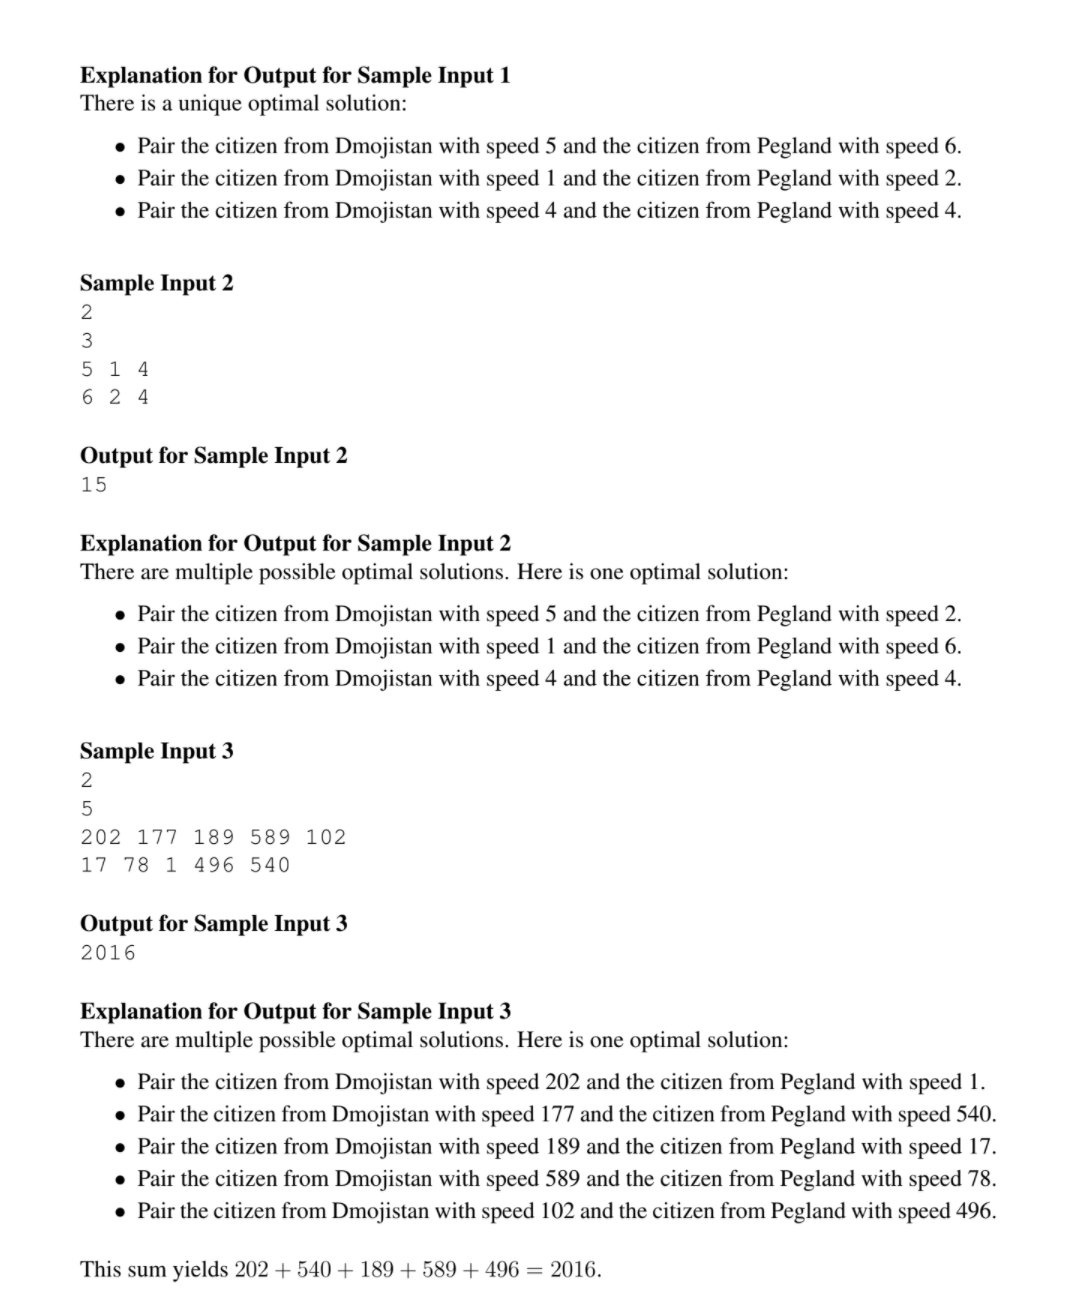 Explanation for Output for Sample Input 1
There is a unique optimal solution:
• Pair the citizen from Dmojistan with speed 5 and the citizen from Pegland with speed 6.
• Pair the citizen from Dmojistan with speed 1 and the citizen from Pegland with speed 2.
• Pair the citizen from Dmojistan with speed 4 and the citizen from Pegland with speed 4.
Sample Input 2
2
3
5 1 4
6 2 4
Output for Sample Input 2
15
Explanation for Output for Sample Input 2
There are multiple possible optimal solutions. Here is one optimal solution:
• Pair the citizen from Dmojistan with speed 5 and the citizen from Pegland with speed 2.
• Pair the citizen from Dmojistan with speed 1 and the citizen from Pegland with speed 6.
• Pair the citizen from Dmojistan with speed 4 and the citizen from Pegland with speed 4.
Sample Input 3
2
5
202 177 189 589 102
17 78 1 496 540
Output for Sample Input 3
2016
Explanation for Output for Sample Input 3
There are multiple possible optimal solutions. Here is one optimal solution:
• Pair the citizen from Dmojistan with speed 202 and the citizen from Pegland with speed 1.
• Pair the citizen from Dmojistan with speed 177 and the citizen from Pegland with speed 540.
• Pair the citizen from Dmojistan with speed 189 and the citizen from Pegland with speed 17.
• Pair the citizen from Dmojistan with speed 589 and the citizen from Pegland with speed 78.
• Pair the citizen from Dmojistan with speed 102 and the citizen from Pegland with speed 496.
This sum yields 202 + 540 + 189 + 589 + 496 = 2016.